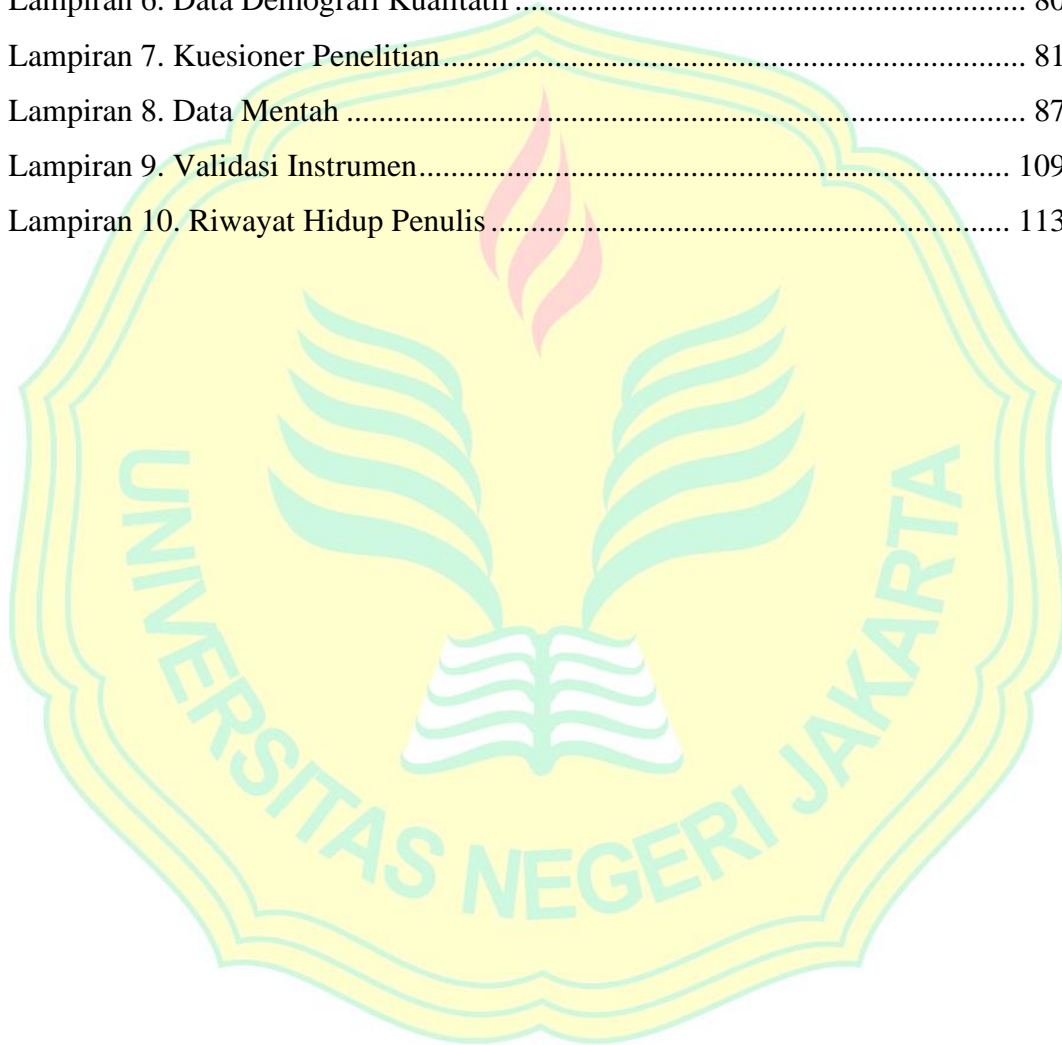 Lampiran 6. Data Demografi Kualitatif ................................................................ 80
Lampiran 7. Kuesioner Penelitian......................................................................... 81
Lampiran 8. Data Mentah ..................................................................................... 87
Lampiran 9. Validasi Instrumen.......................................................................... 109
Lampiran 10. Riwayat Hidup Penulis ................................................................. 113
UNIVERSITAS NEGERI JAKARTA